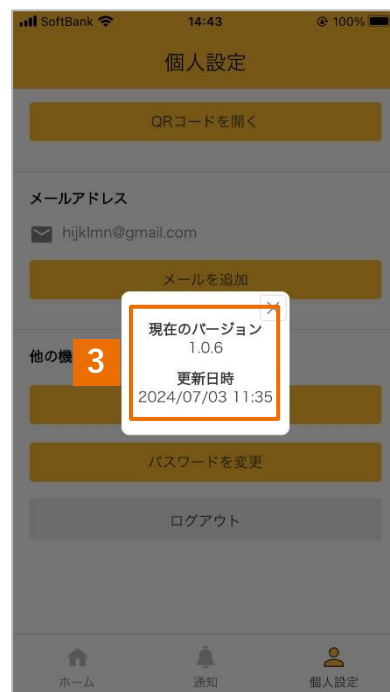 SoftBank 14:43 100%
個人設定
QRコードを開く
メールアドレス
hijklmn@gmail.com
メールを追加
現在のバージョン
1.0.6
更新日時
2024/07/03 11:35
他の機
3
パスワードを変更
ログアウト
ホーム 通知 個人設定